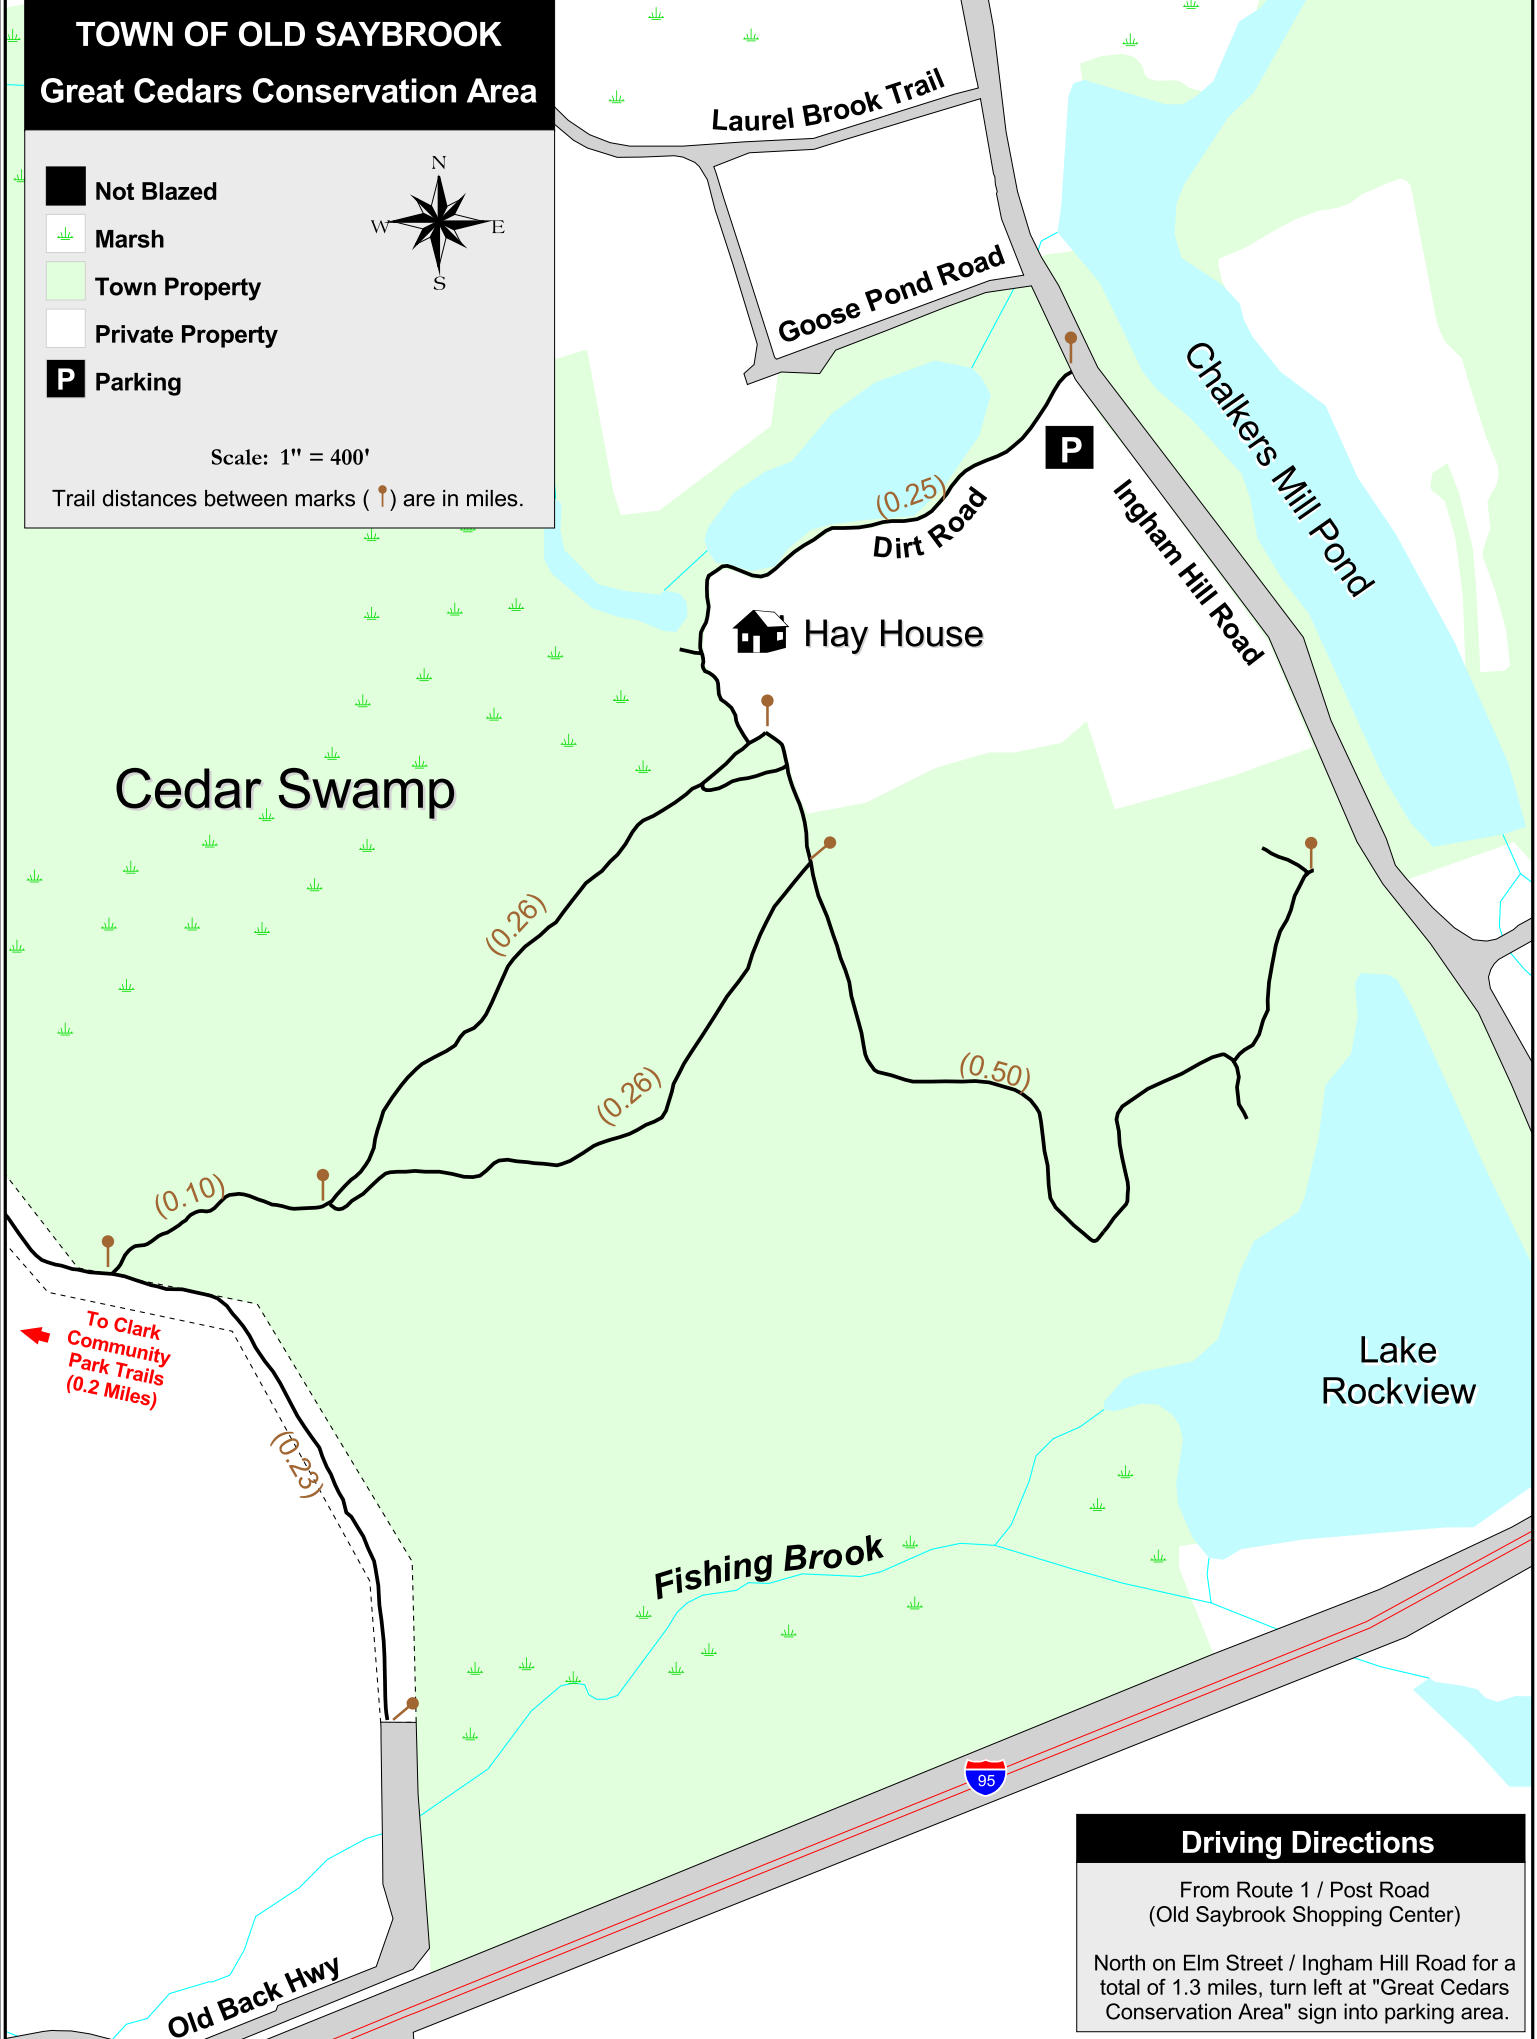 TOWN OF OLD SAYBROOK
Great Cedars Conservation Area
Not Blazed
Marsh
Town Property
Private Property
P Parking
N
W E
S
Scale: 1" = 400'
Trail distances between marks ( ) are in miles.
Laurel Brook Trail
Goose Pond Road
Chalkers Mill Pond
P
(0.25)
Dirt Road
Ingham Hill Road
Hay House
Cedar Swamp
(0.26)
(0.26)
(0.50)
(0.10)
To Clark
Community
Park Trails
(0.2 Miles)
(0.23)
Lake
Rockview
Fishing Brook
95
Old Back Hwy
Driving Directions
From Route 1 / Post Road
(Old Saybrook Shopping Center)
North on Elm Street / Ingham Hill Road for a
total of 1.3 miles, turn left at "Great Cedars
Conservation Area" sign into parking area.